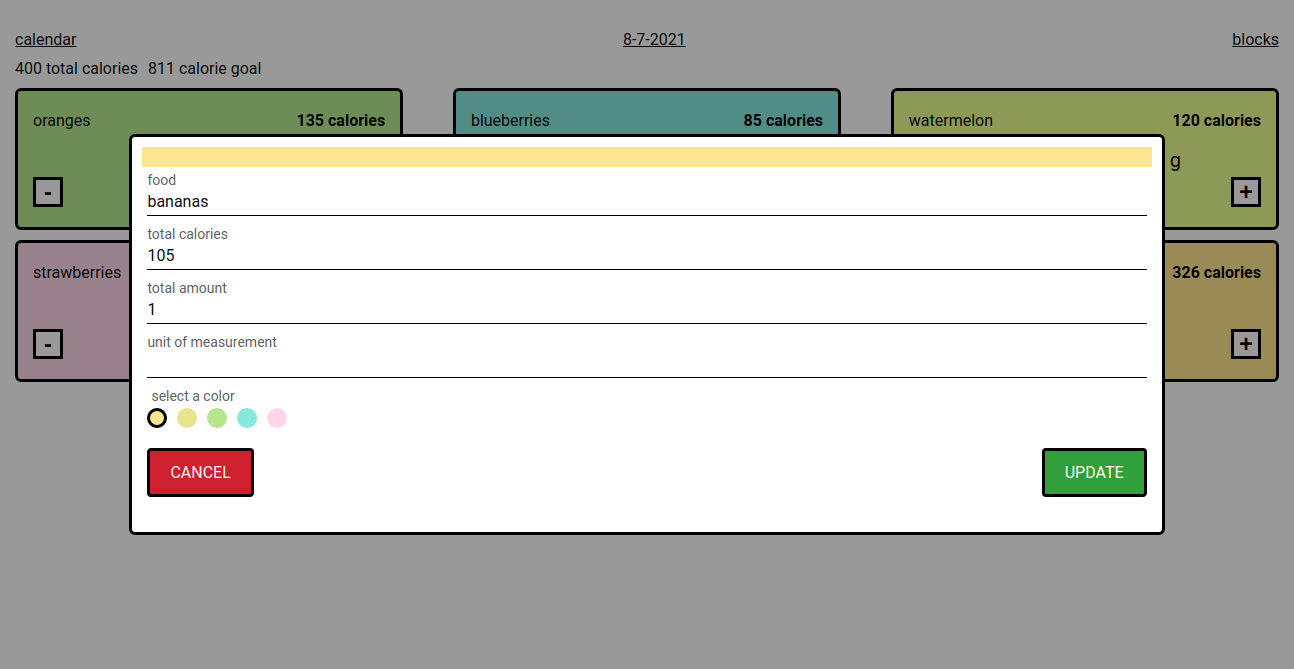 calendar 8-7-2021 blocks
400 total calories 811 calorie goal
oranges 135 calories blueberries 85 calories watermelon 120 calories
g
- +
strawberries 326 calories
- +
food
bananas
total calories
105
total amount
1
unit of measurement
select a color
CANCEL UPDATE